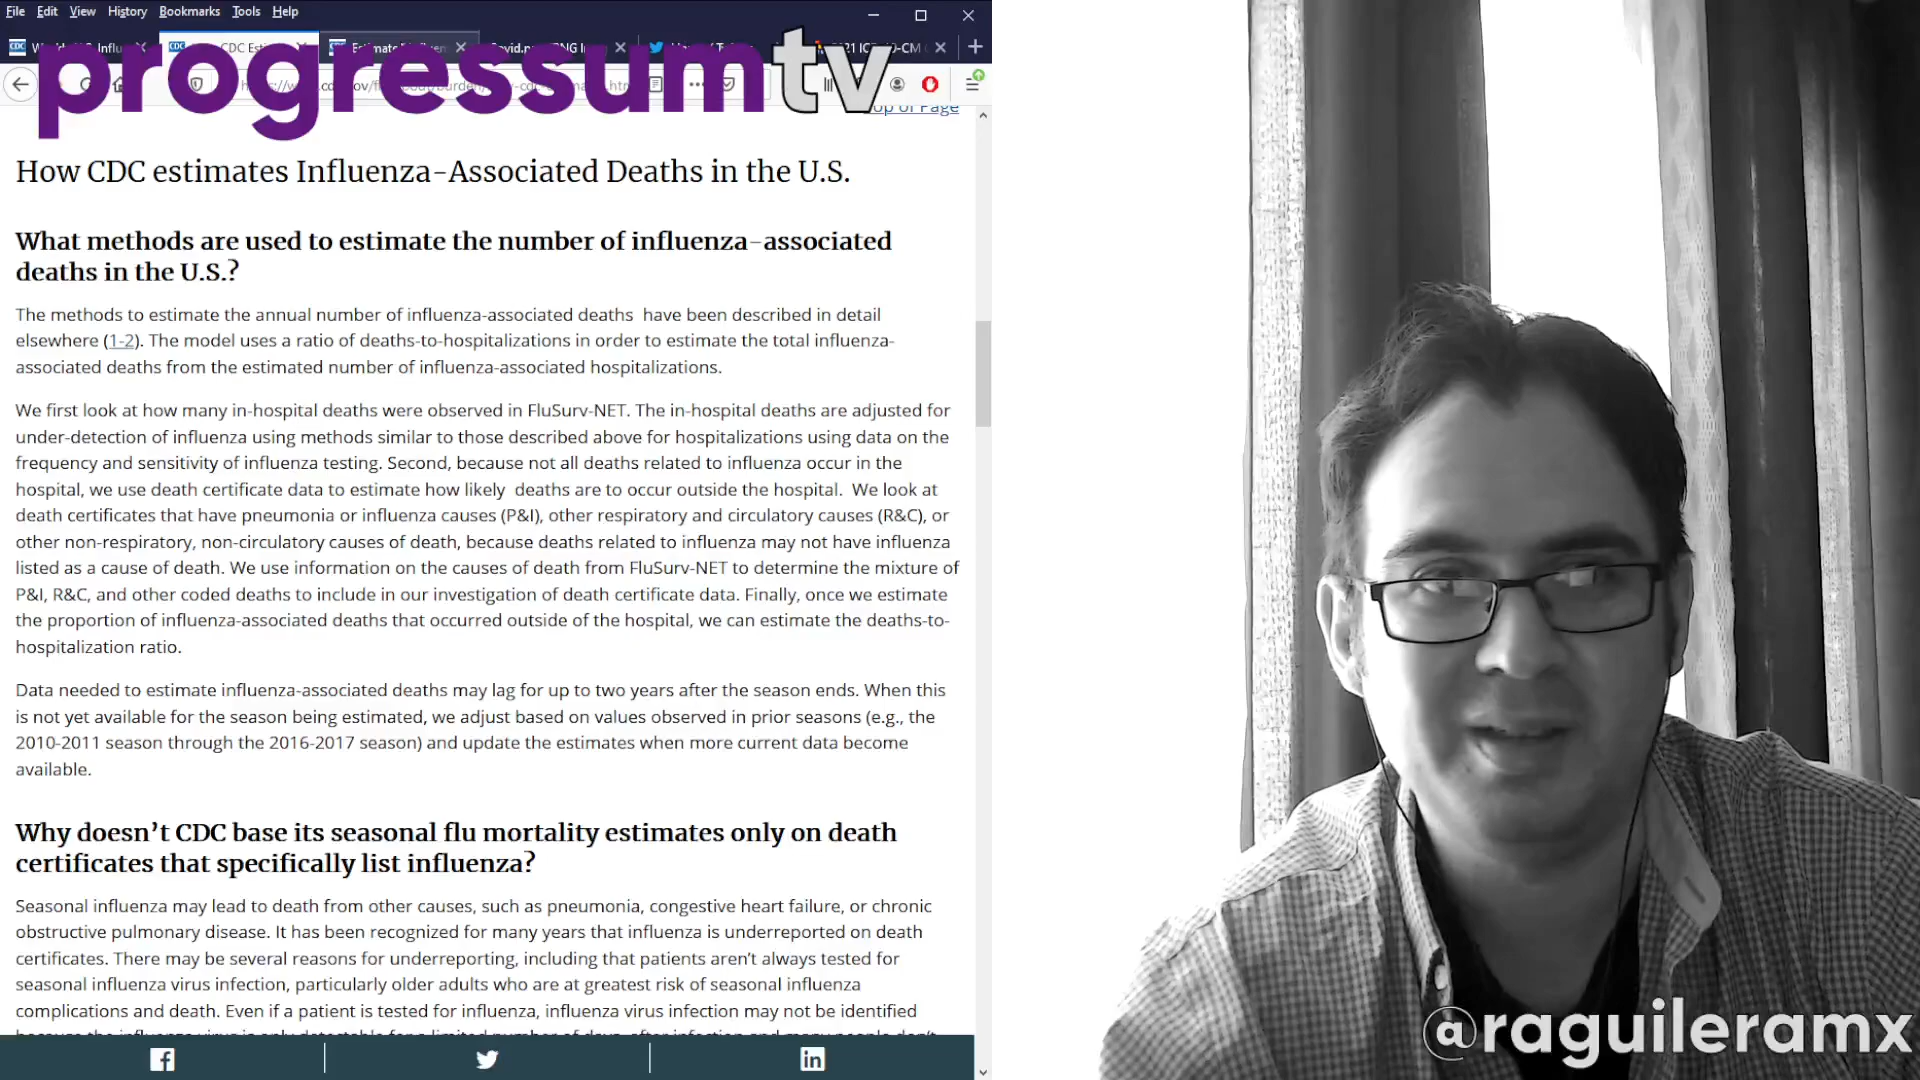 File Edit View History Bookmarks Tools Help
progressumtv
Top of Page
How CDC estimates Influenza-Associated Deaths in the U.S.
What methods are used to estimate the number of influenza-associated
deaths in the U.S.?
The methods to estimate the annual number of influenza-associated deaths have been described in detail
elsewhere (1-2). The model uses a ratio of deaths-to-hospitalizations in order to estimate the total influenza-
associated deaths from the estimated number of influenza-associated hospitalizations.
We first look at how many in-hospital deaths were observed in FluSurv-NET. The in-hospital deaths are adjusted for
under-detection of influenza using methods similar to those described above for hospitalizations using data on the
frequency and sensitivity of influenza testing. Second, because not all deaths related to influenza occur in the
hospital, we use death certificate data to estimate how likely deaths are to occur outside the hospital. We look at
death certificates that have pneumonia or influenza causes (P&I), other respiratory and circulatory causes (R&C), or
other non-respiratory, non-circulatory causes of death, because deaths related to influenza may not have influenza
listed as a cause of death. We use information on the causes of death from FluSurv-NET to determine the mixture of
P&I, R&C, and other coded deaths to include in our investigation of death certificate data. Finally, once we estimate
the proportion of influenza-associated deaths that occurred outside of the hospital, we can estimate the deaths-to-
hospitalization ratio.
Data needed to estimate influenza-associated deaths may lag for up to two years after the season ends. When this
is not yet available for the season being estimated, we adjust based on values observed in prior seasons (e.g., the
2010-2011 season through the 2016-2017 season) and update the estimates when more current data become
available.
Why doesn't CDC base its seasonal flu mortality estimates only on death
certificates that specifically list influenza?
Seasonal influenza may lead to death from other causes, such as pneumonia, congestive heart failure, or chronic
obstructive pulmonary disease. It has been recognized for many years that influenza is underreported on death
certificates. There may be several reasons for underreporting, including that patients aren't always tested for
seasonal influenza virus infection, particularly older adults who are at greatest risk of seasonal influenza
complications and death. Even if a patient is tested for influenza, influenza virus infection may not be identified
@raguileramx